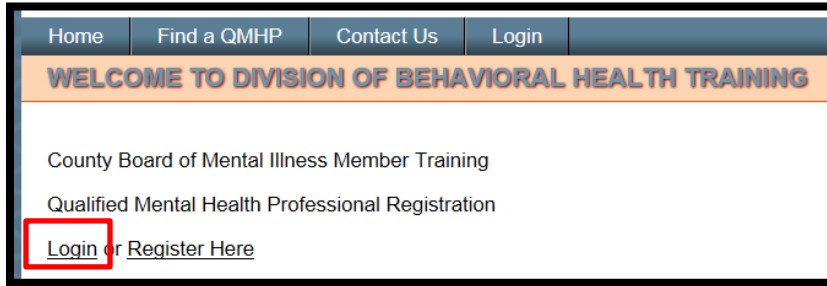 Home Find a QMHP Contact Us Login
WELCOME TO DIVISION OF BEHAVIORAL HEALTH TRAINING
County Board of Mental Illness Member Training
Qualified Mental Health Professional Registration
Login or Register Here